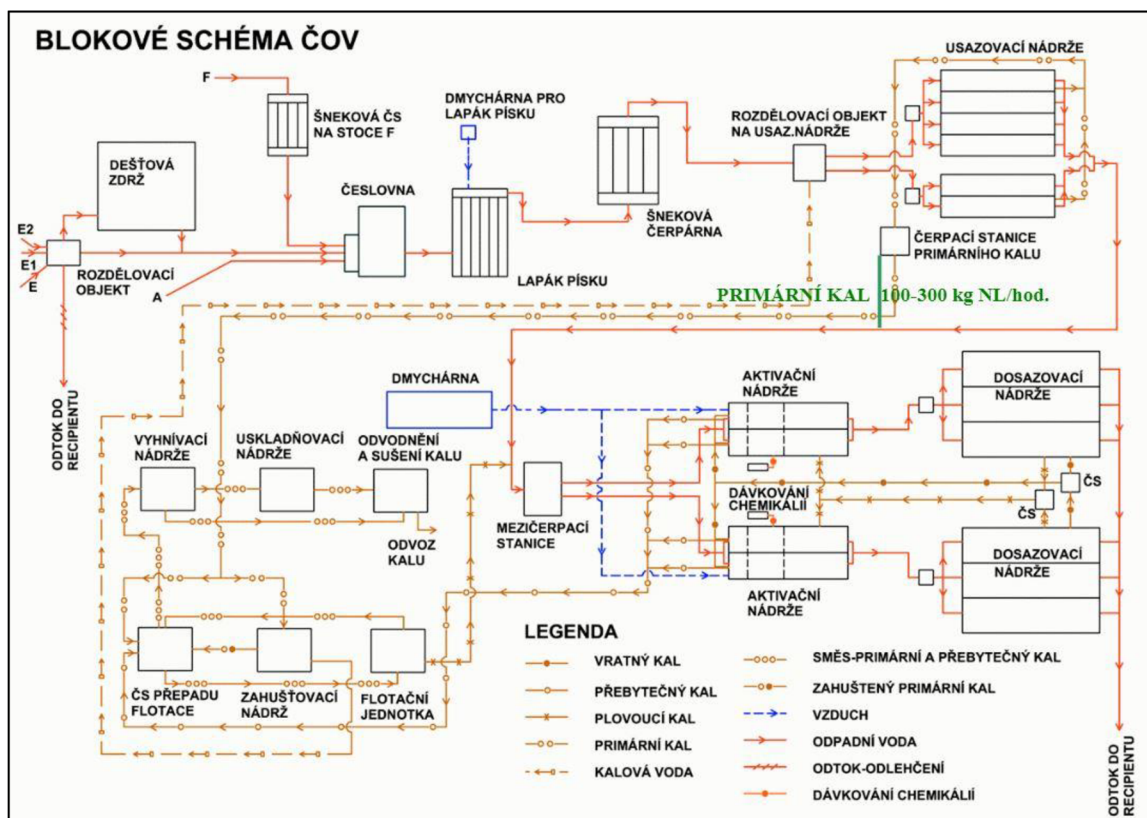 BLOKOVÉ SCHÉMA ČOV
F
ŠNEKOVÁ ČS
NA STOCE F
DMYCHÁRNA PRO
LAPÁK PÍSKU
USAZOVACÍ NÁDRŽE
ROZDĚLOVACÍ OBJEKT
NA USAZ.NÁDRŽE
DEŠŤOVÁ
ZDRŽ
ČESLOVNA
ŠNEKOVÁ
ČERPÁRNA
E2
E1
E
ROZDĚLOVACÍ
OBJEKT
A
LAPÁK PÍSKU
ČERPACÍ STANICE
PRIMÁRNÍHO KALU
PRIMÁRNÍ KAL 100-300 kg NL/hod.
ODTOK DO
RECIPIENTU
DMYCHÁRNA
AKTIVAČNÍ
NÁDRŽE
DOSAZOVACÍ
NÁDRŽE
VYHNÍVACÍ
NÁDRŽE
USKLADŇOVACÍ
NÁDRŽE
ODVODNĚNÍ
A SUŠENÍ KALU
MEZIČERPACÍ
STANICE
DÁVKOVÁNÍ
CHEMIKÁLIÍ
ČS
ČS
ODVOZ
KALU
AKTIVAČNÍ
NÁDRŽE
DOSAZOVACÍ
NÁDRŽE
ČS PŘEPADU
FLOTACE
ZAHUŠŤOVACÍ
NÁDRŽ
FLOTAČNÍ
JEDNOTKA
LEGENDA
VRATNÝ KAL
PŘEBYTEČNÝ KAL
PLOVOUCÍ KAL
PRIMÁRNÍ KAL
KALOVÁ VODA
SMĚS-PRIMÁRNÍ A PŘEBYTEČNÝ KAL
ZAHUŠTENÝ PRIMÁRNÍ KAL
VZDUCH
ODPADNÍ VODA
ODTOK-ODLEHČENÍ
DÁVKOVÁNÍ CHEMIKÁLIÍ
ODTOK DO
RECIPIENTU